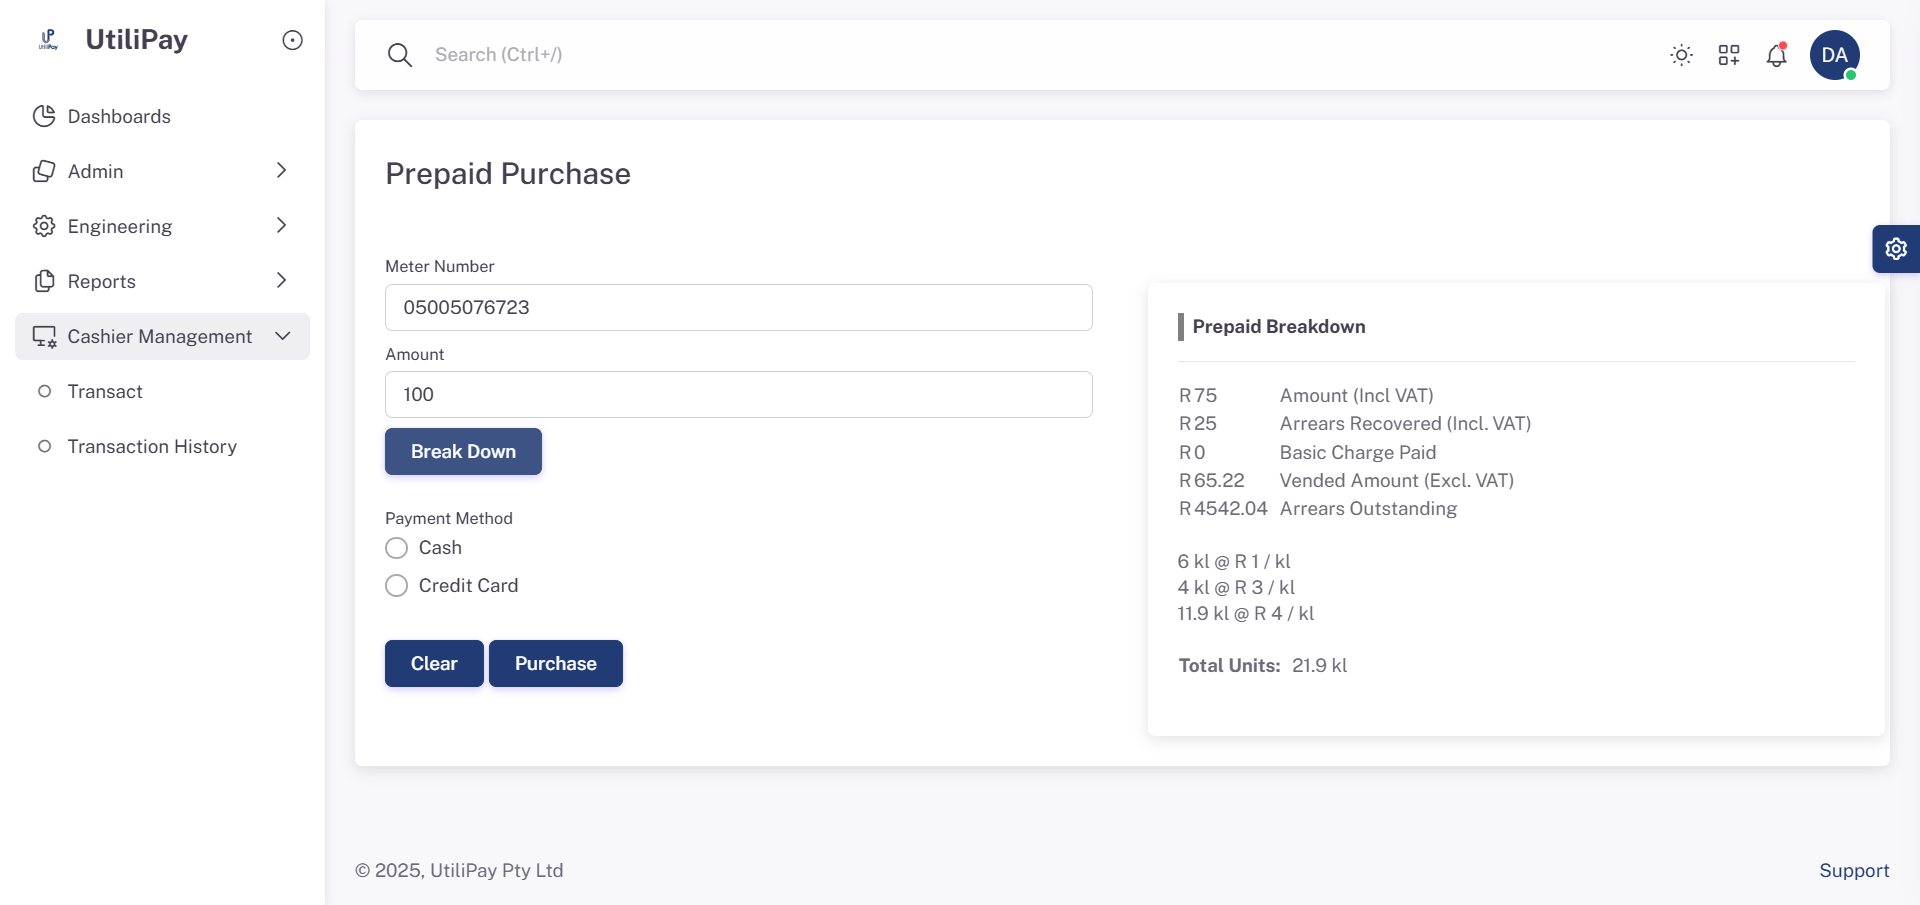 UP
UtiliPay
UtiliPay
Search (Ctrl+/)
DA
Dashboards
Admin
Engineering
Reports
Cashier Management
Transact
Transaction History
Prepaid Purchase
Meter Number
05005076723
Amount
100
Break Down
Payment Method
Cash
Credit Card
Clear Purchase
Prepaid Breakdown
R 75 Amount (Incl VAT)
R 25 Arrears Recovered (Incl. VAT)
R 0 Basic Charge Paid
R 65.22 Vended Amount (Excl. VAT)
R 4542.04 Arrears Outstanding
6 kl @ R 1 / kl
4 kl @ R 3 / kl
11.9 kl @ R 4 / kl
Total Units: 21.9 kl
© 2025, UtiliPay Pty Ltd
Support